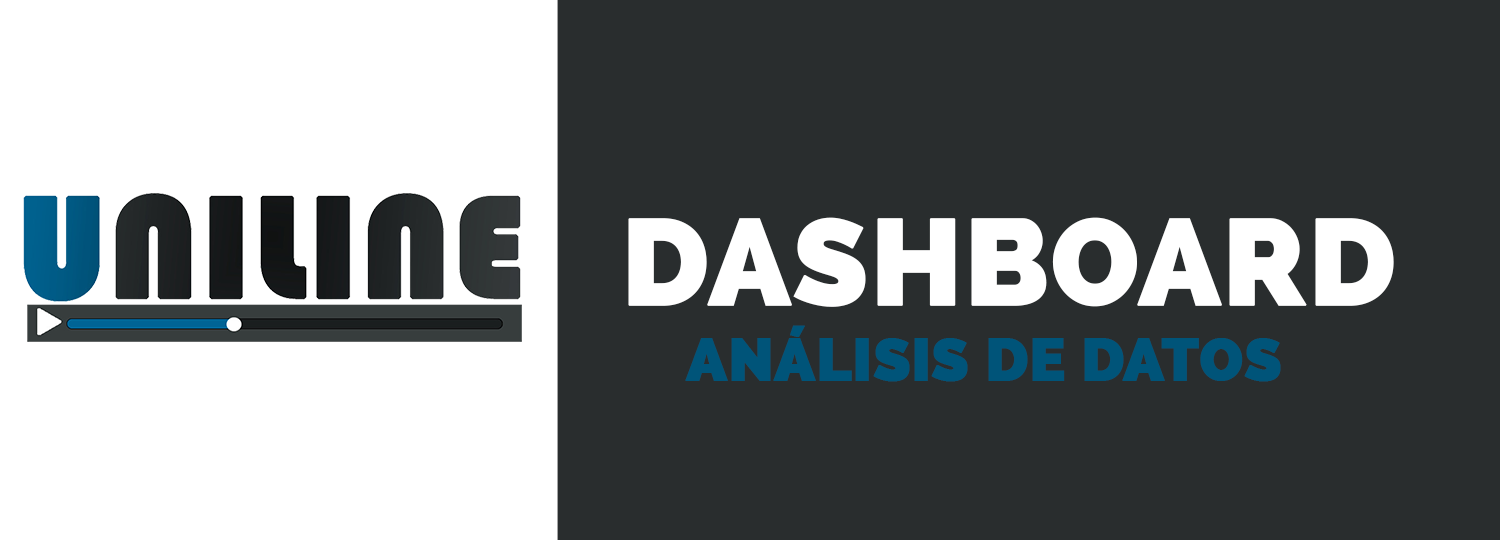 UNILINE
DASHBOARD
ANÁLISIS DE DATOS